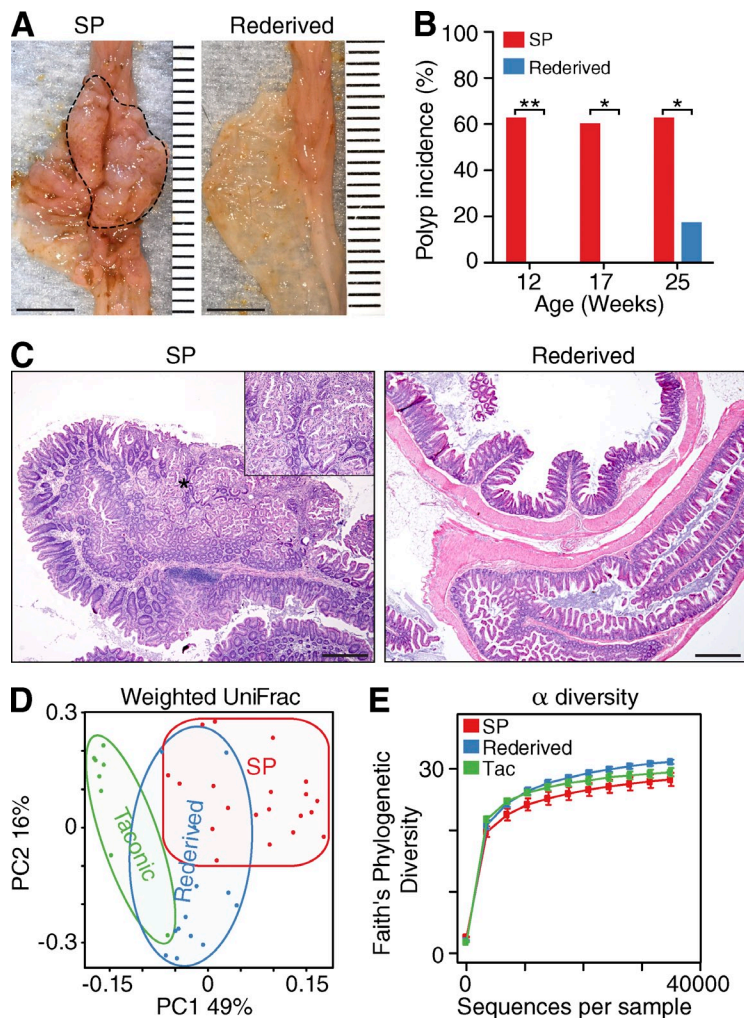 A
SP
Rederived
B
SP
Rederived
Polyp incidence (%)
100
80
60
40
20
0
**
*
*
12
17
25
Age (Weeks)
C
SP
Rederived
*
D
Weighted UniFrac
0.3
0
-0.3
PC2 16%
Taconic
Rederived
SP
-0.15
0
0.15
PC1 49%
E
α diversity
SP
Rederived
Tac
Faith's Phylogenetic
Diversity
30
0
0
40000
Sequences per sample